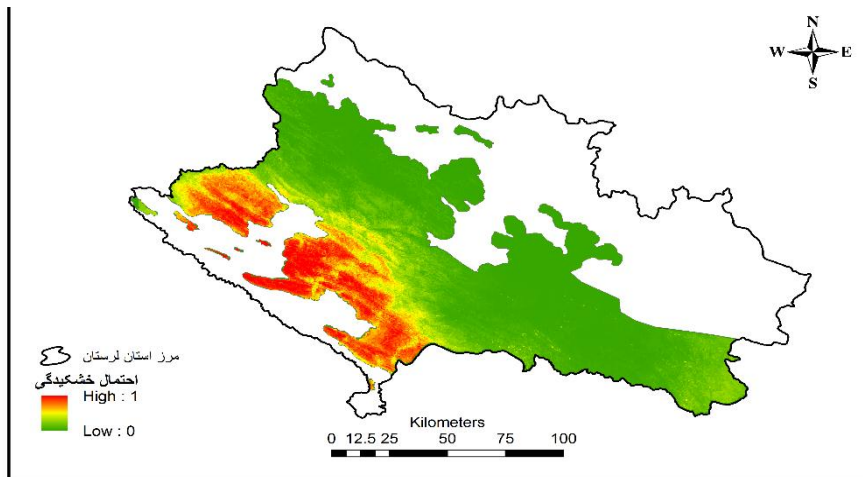 N
W E
S
مرز استان لرستان
احتمال خشکیدگی
High : 1
Low : 0
Kilometers
0 12.5 25 50 75 100